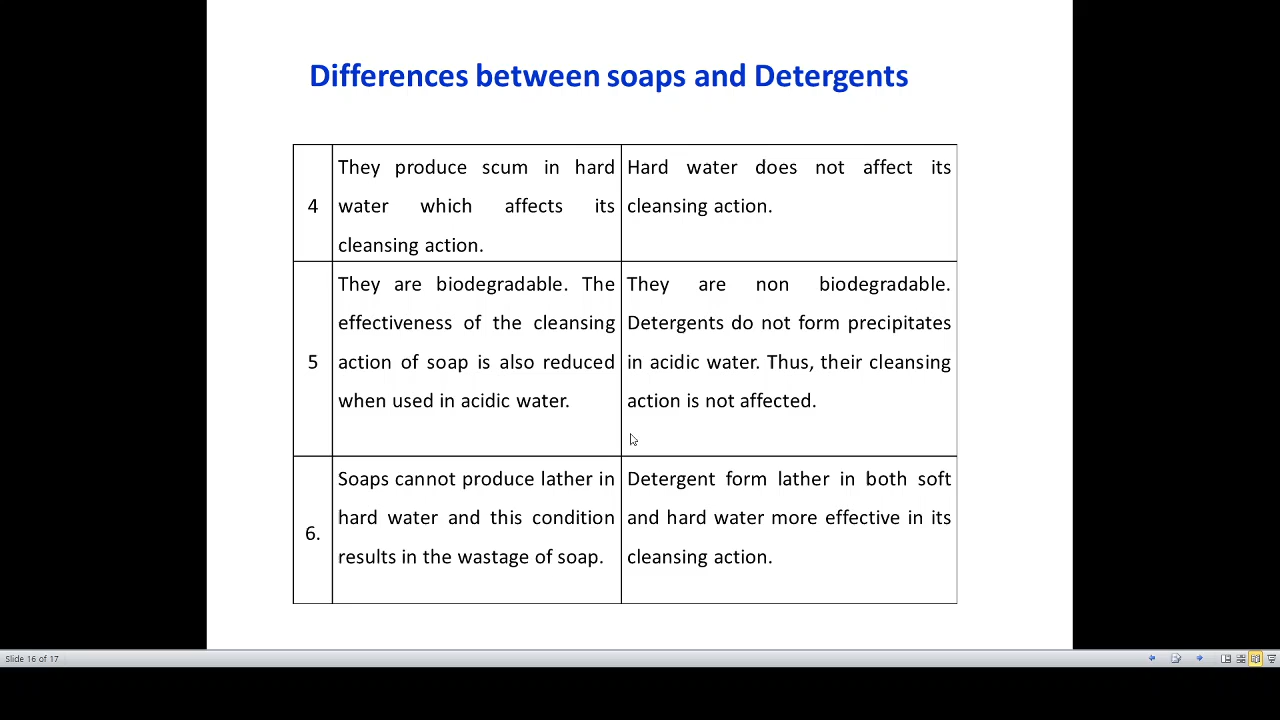 Differences between soaps and Detergents
4
They produce scum in hard
water which affects its
cleansing action.
Hard water does not affect its
cleansing action.
5
They are biodegradable. The
effectiveness of the cleansing
action of soap is also reduced
when used in acidic water.
They are non biodegradable.
Detergents do not form precipitates
in acidic water. Thus, their cleansing
action is not affected.
6.
Soaps cannot produce lather in
hard water and this condition
results in the wastage of soap.
Detergent form lather in both soft
and hard water more effective in its
cleansing action.
Slide 16 of 17